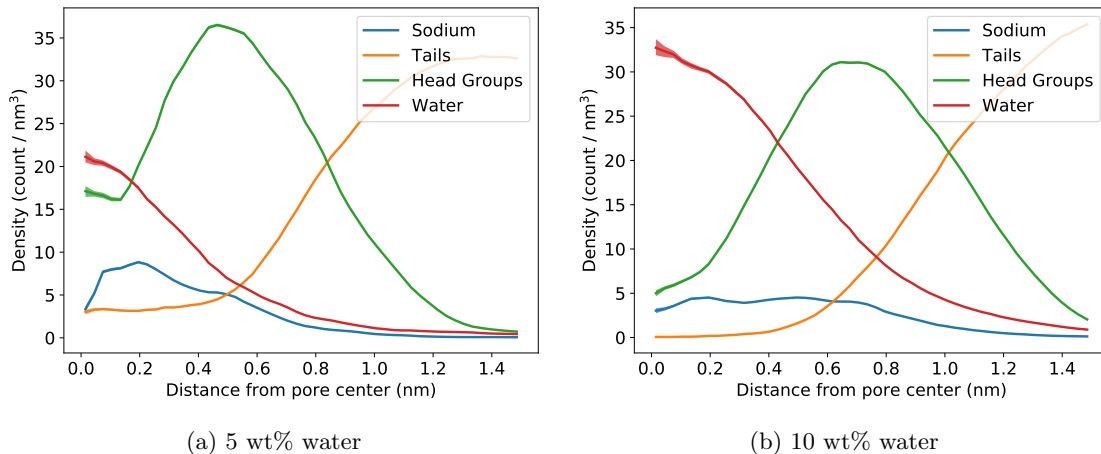 Density (count / nm³)
35
30
25
20
15
10
5
0
Sodium
Tails
Head Groups
Water
0.0 0.2 0.4 0.6 0.8 1.0 1.2 1.4
Distance from pore center (nm)
(a) 5 wt% water
Density (count / nm³)
35
30
25
20
15
10
5
0
Sodium
Tails
Head Groups
Water
0.0 0.2 0.4 0.6 0.8 1.0 1.2 1.4
Distance from pore center (nm)
(b) 10 wt% water